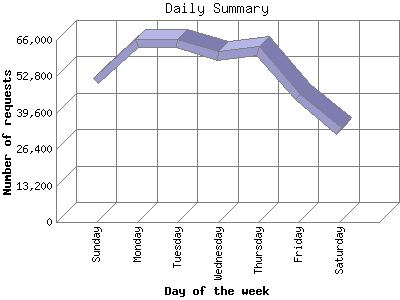 Daily Summary
66,000
52,800
39,600
26,400
13,200
0
Number of requests
Sunday
Monday
Tuesday
Wednesday
Thursday
Friday
Saturday
Day of the week